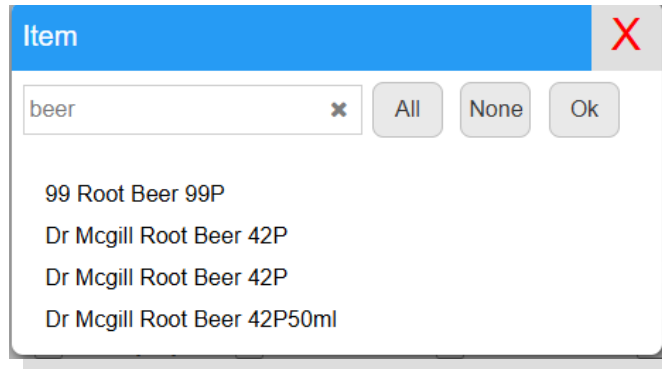 Item X
beer × All None Ok
99 Root Beer 99P
Dr Mcgill Root Beer 42P
Dr Mcgill Root Beer 42P
Dr Mcgill Root Beer 42P50ml